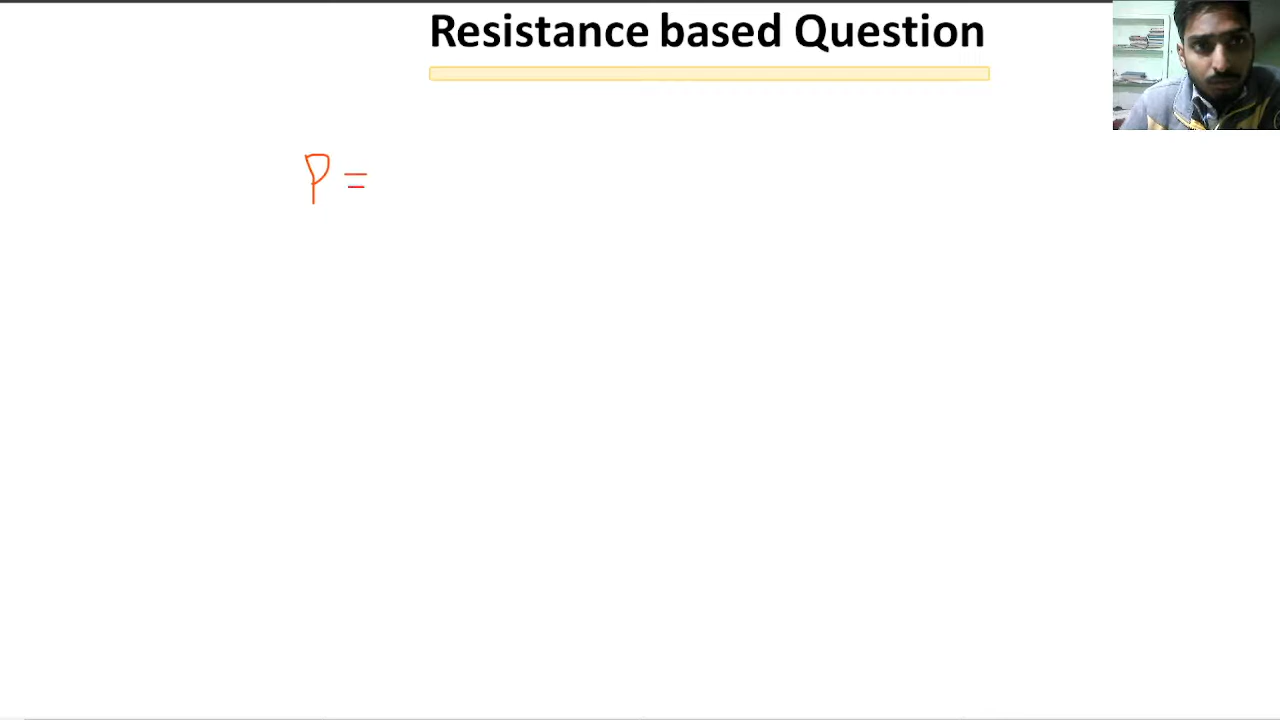 Resistance based Question
P =